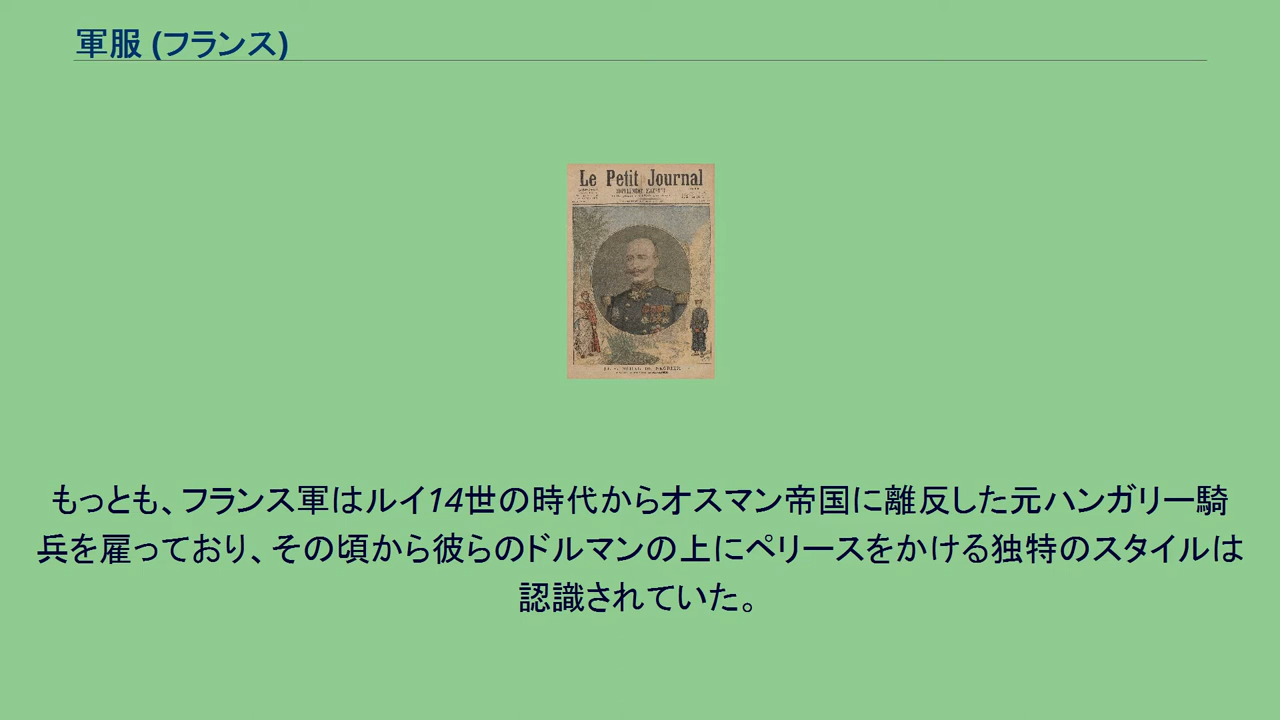 軍服 (フランス)
Le Petit Journal
もっとも、フランス軍はルイ14世の時代からオスマン帝国に離反した元ハンガリー騎
兵を雇っており、その頃から彼らのドルマンの上にペリースをかける独特のスタイルは
認識されていた。